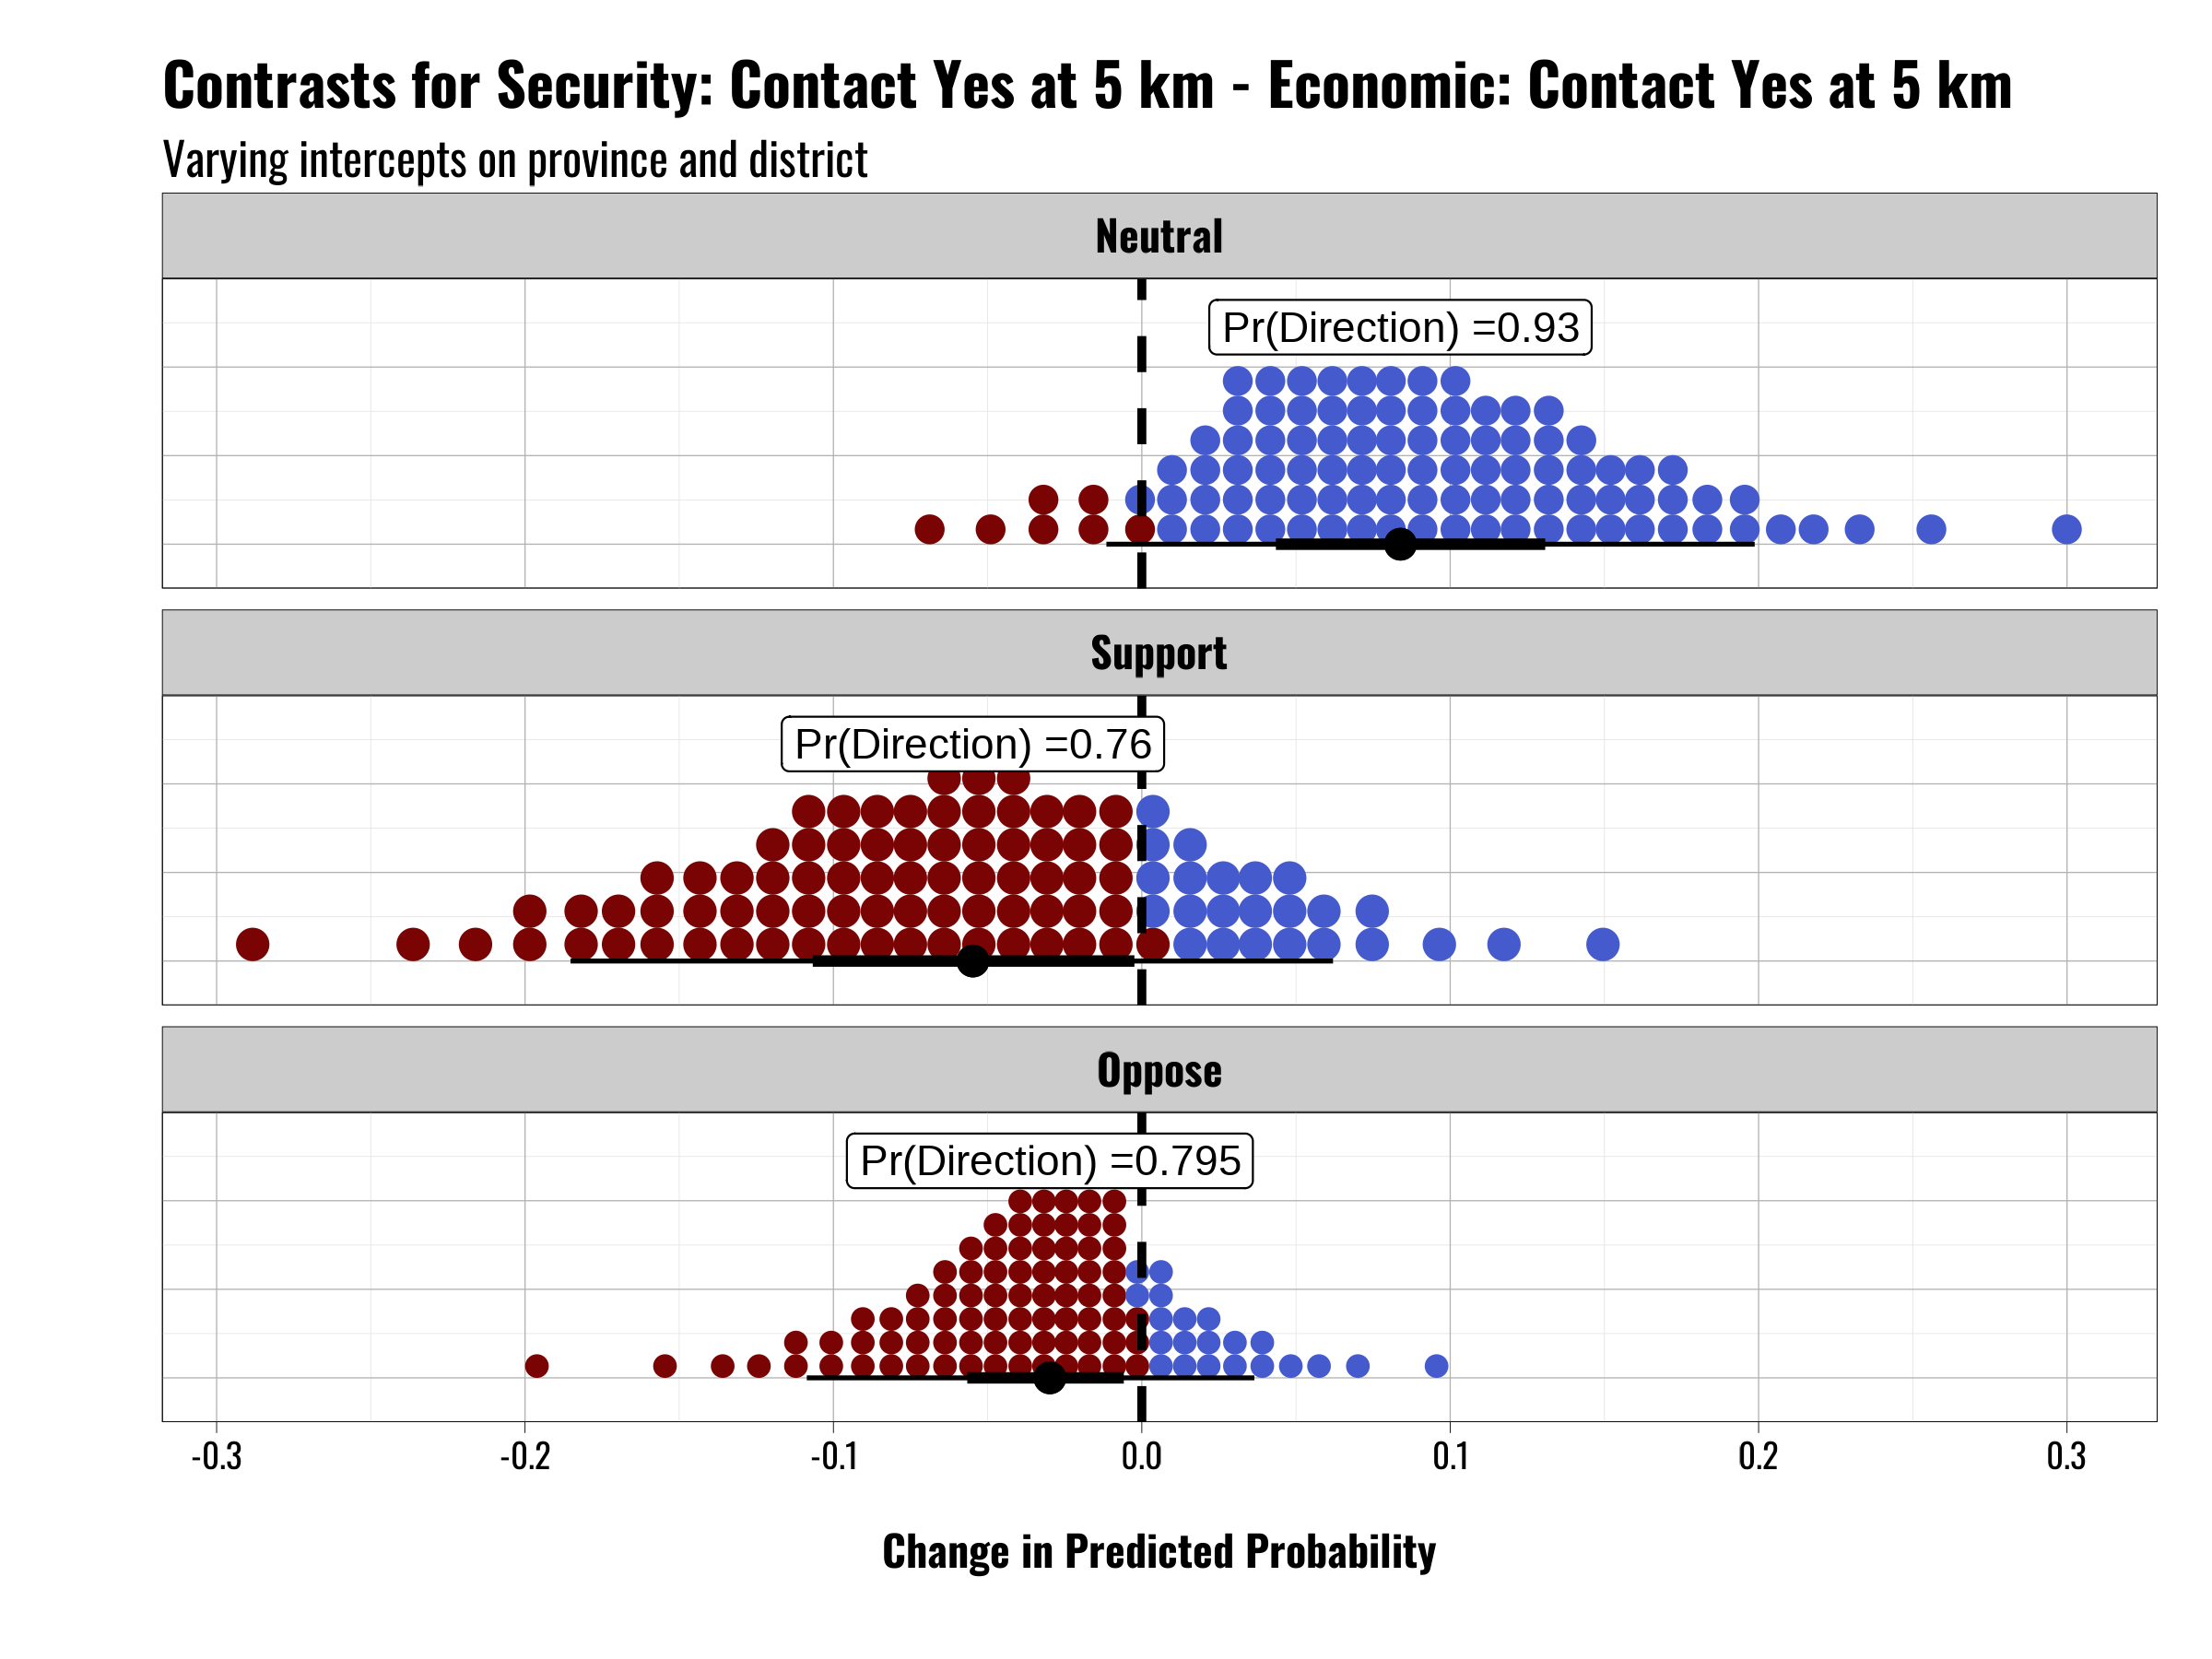 Contrasts for Security: Contact Yes at 5 km - Economic: Contact Yes at 5 km
Varying intercepts on province and district
Neutral
Pr(Direction) =0.93
Support
Pr(Direction) =0.76
Oppose
Pr(Direction) =0.795
-0.3 -0.2 -0.1 0.0 0.1 0.2 0.3
Change in Predicted Probability